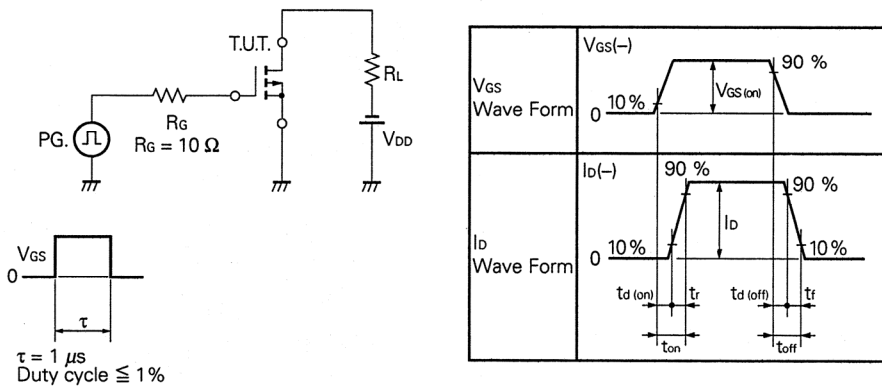 T.U.T.
RL
RG
RG = 10 Ω
PG.
VDD
VGS
0
τ
τ = 1 μs
Duty cycle ≦ 1%
VGS
Wave Form
VGS(–)
10 %
0
VGS (on)
90 %
ID
Wave Form
ID(–)
90 %
90 %
ID
0 10 %
10 %
td (on) tr td (off) tf
ton toff